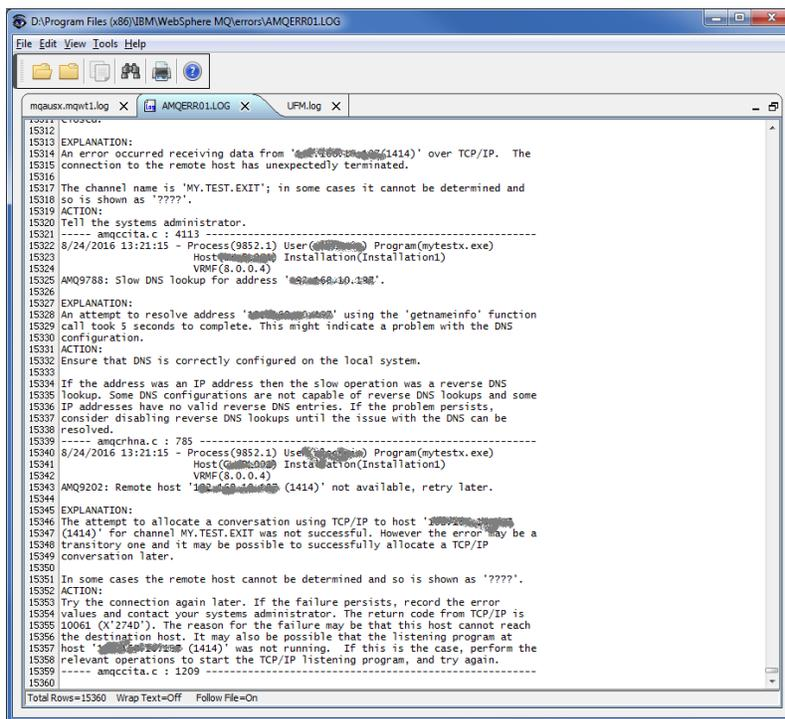 D:\Program Files (x86)\IBM\WebSphere MQ\errors\AMQERR01.LOG
File Edit View Tools Help
mqausx.mqwt1.log X AMQERR01.LOG X UFM.log X
15311 closed.
15312
15313 EXPLANATION:
15314 An error occurred receiving data from ' (1414)' over TCP/IP.  The
15315 connection to the remote host has unexpectedly terminated.
15316
15317 The channel name is 'MY.TEST.EXIT'; in some cases it cannot be determined and
15318 so is shown as '????'.
15319 ACTION:
15320 Tell the systems administrator.
15321 ----- amqccita.c : 4113 -------------------------------------------------------
15322 8/24/2016 13:21:15 - Process(9852.1) User( ) Program(mytestx.exe)
15323 Host( ) Installation(Installation1)
15324 VRMF(8.0.0.4)
15325 AMQ9788: Slow DNS lookup for address ' '.
15326
15327 EXPLANATION:
15328 An attempt to resolve address ' ' using the 'getnameinfo' function
15329 call took 5 seconds to complete. This might indicate a problem with the DNS
15330 configuration.
15331 ACTION:
15332 Ensure that DNS is correctly configured on the local system.
15333
15334 If the address was an IP address then the slow operation was a reverse DNS
15335 lookup. Some DNS configurations are not capable of reverse DNS lookups and some
15336 IP addresses have no valid reverse DNS entries. If the problem persists,
15337 consider disabling reverse DNS lookups until the issue with the DNS can be
15338 resolved.
15339 ----- amqcrhna.c : 785 --------------------------------------------------------
15340 8/24/2016 13:21:15 - Process(9852.1) User( ) Program(mytestx.exe)
15341 Host( ) Installation(Installation1)
15342 VRMF(8.0.0.4)
15343 AMQ9202: Remote host ' (1414)' not available, retry later.
15344
15345 EXPLANATION:
15346 The attempt to allocate a conversation using TCP/IP to host '
15347 (1414)' for channel MY.TEST.EXIT was not successful. However the error may be a
15348 transitory one and it may be possible to successfully allocate a TCP/IP
15349 conversation later.
15350
15351 In some cases the remote host cannot be determined and so is shown as '????'.
15352 ACTION:
15353 Try the connection again later. If the failure persists, record the error
15354 values and contact your systems administrator. The return code from TCP/IP is
15355 10061 (X'274D'). The reason for the failure may be that this host cannot reach
15356 the destination host. It may also be possible that the listening program at
15357 host ' (1414)' was not running.  If this is the case, perform the
15358 relevant operations to start the TCP/IP listening program, and try again.
15359 ----- amqccita.c : 1209 -------------------------------------------------------
15360
Total Rows=15360 Wrap Text=Off Follow File=On